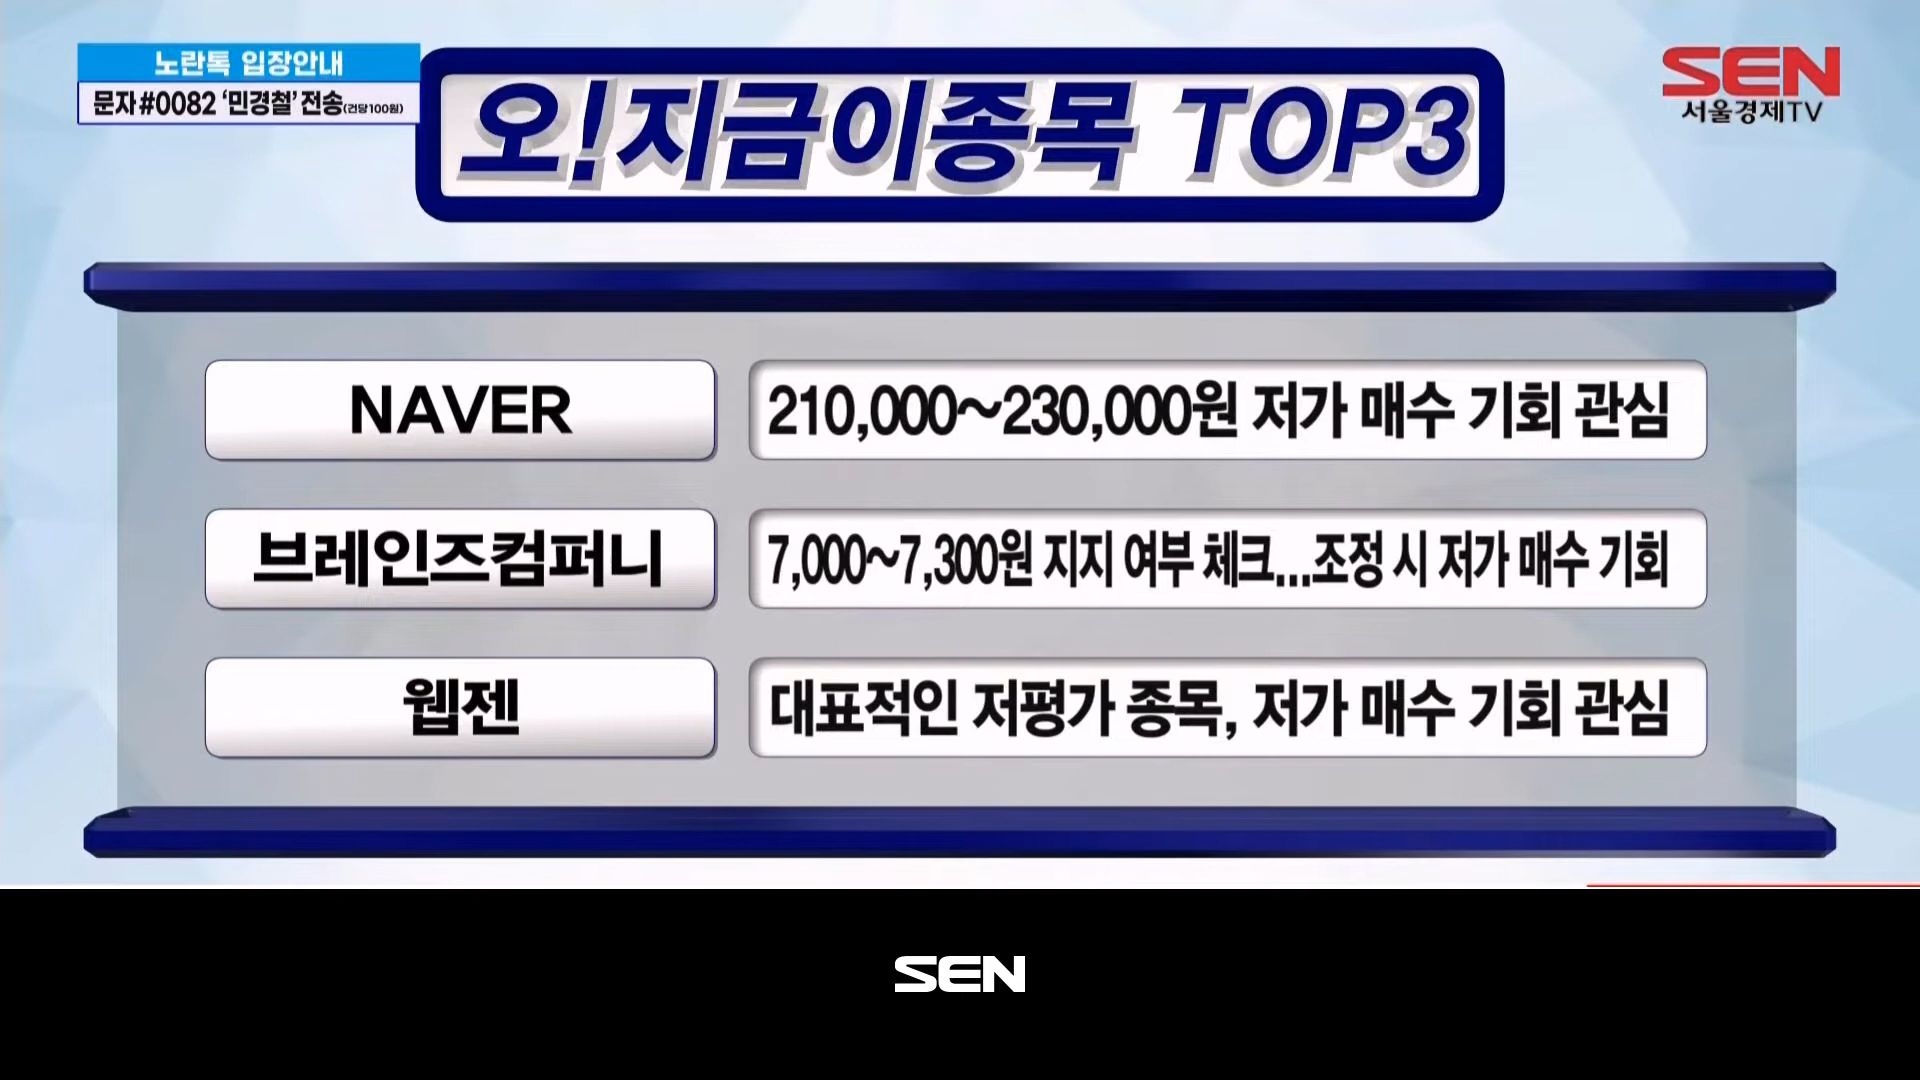 노란톡 입장안내
문자#0082 '민경철' 전송(건당100원)
오!지금이종목 TOP3
SEN
서울경제TV
NAVER
210,000~230,000원 저가 매수 기회 관심
브레인즈컴퍼니
7,000~7,300원 지지 여부 체크...조정 시 저가 매수 기회
웹젠
대표적인 저평가 종목, 저가 매수 기회 관심
SEN